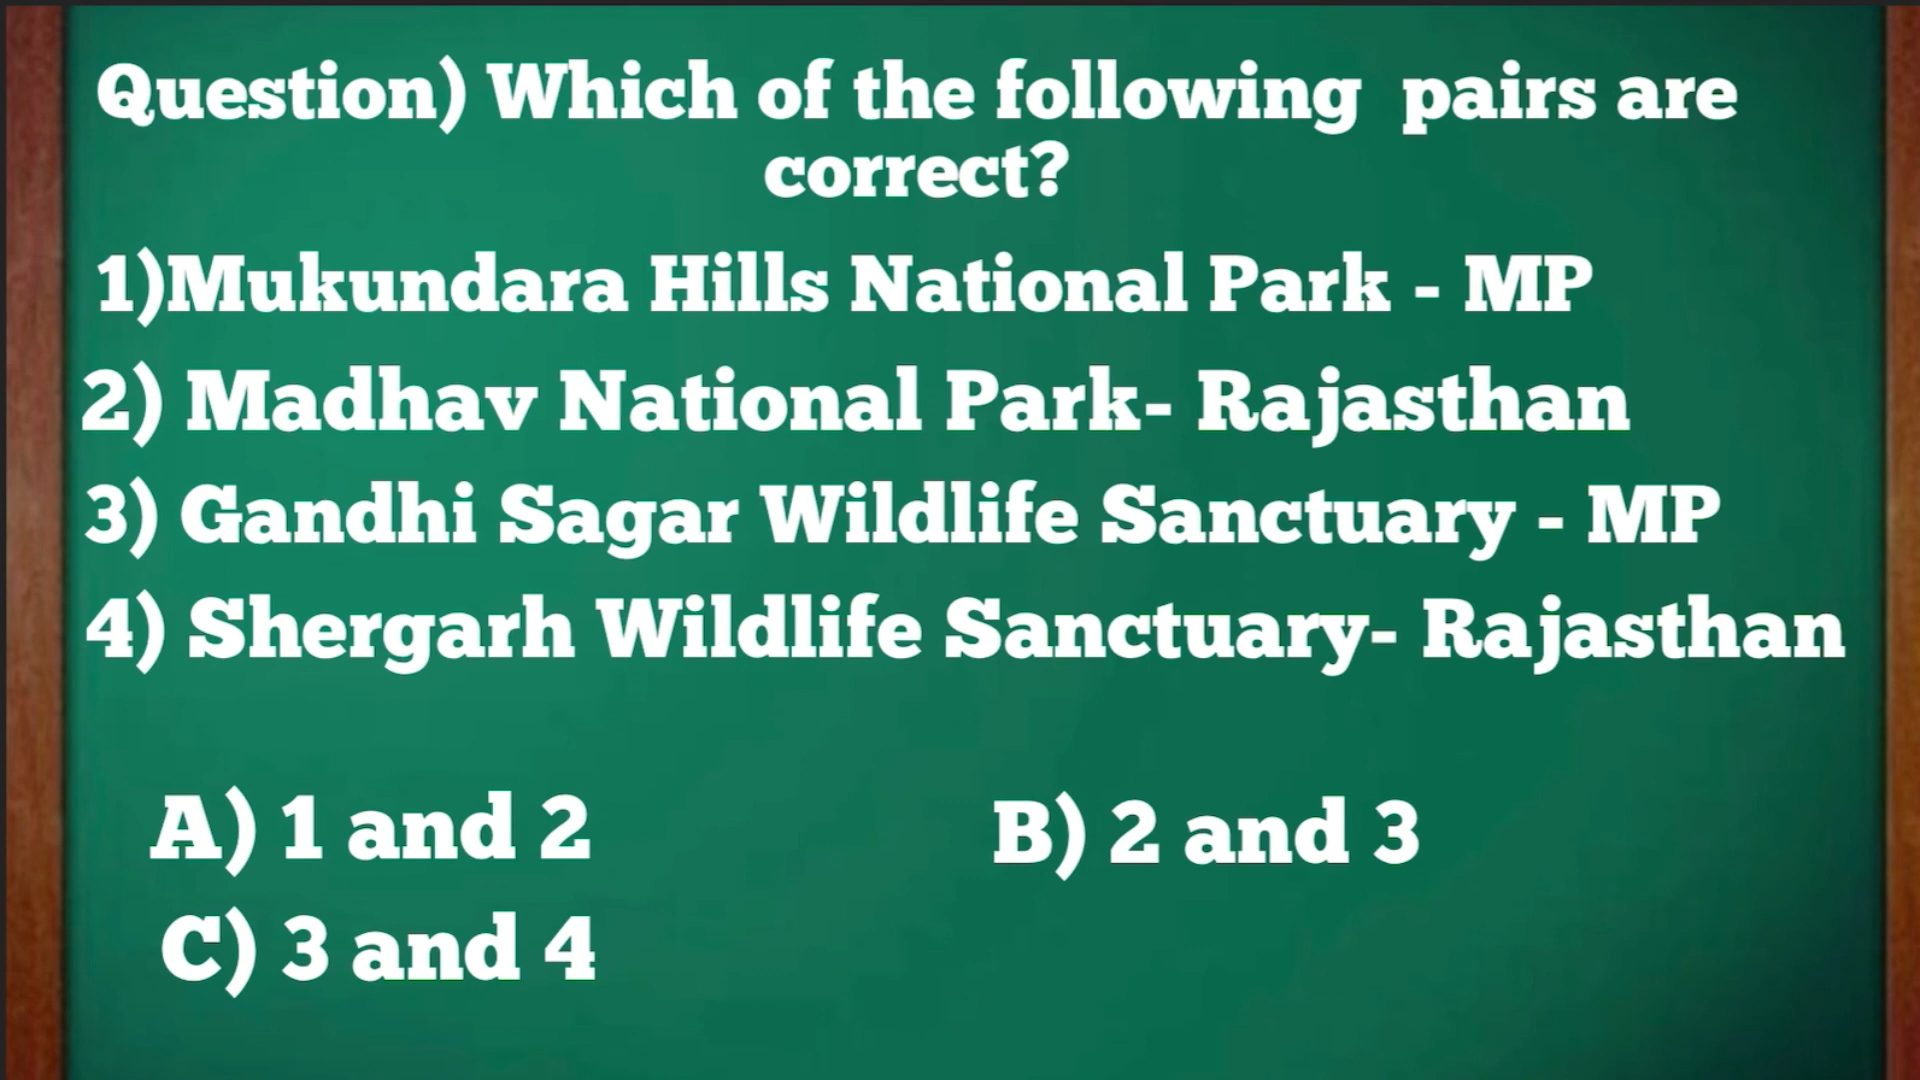 Question) Which of the following pairs are
correct?
1)Mukundara Hills National Park - MP
2) Madhav National Park- Rajasthan
3) Gandhi Sagar Wildlife Sanctuary - MP
4) Shergarh Wildlife Sanctuary- Rajasthan
A) 1 and 2
B) 2 and 3
C) 3 and 4